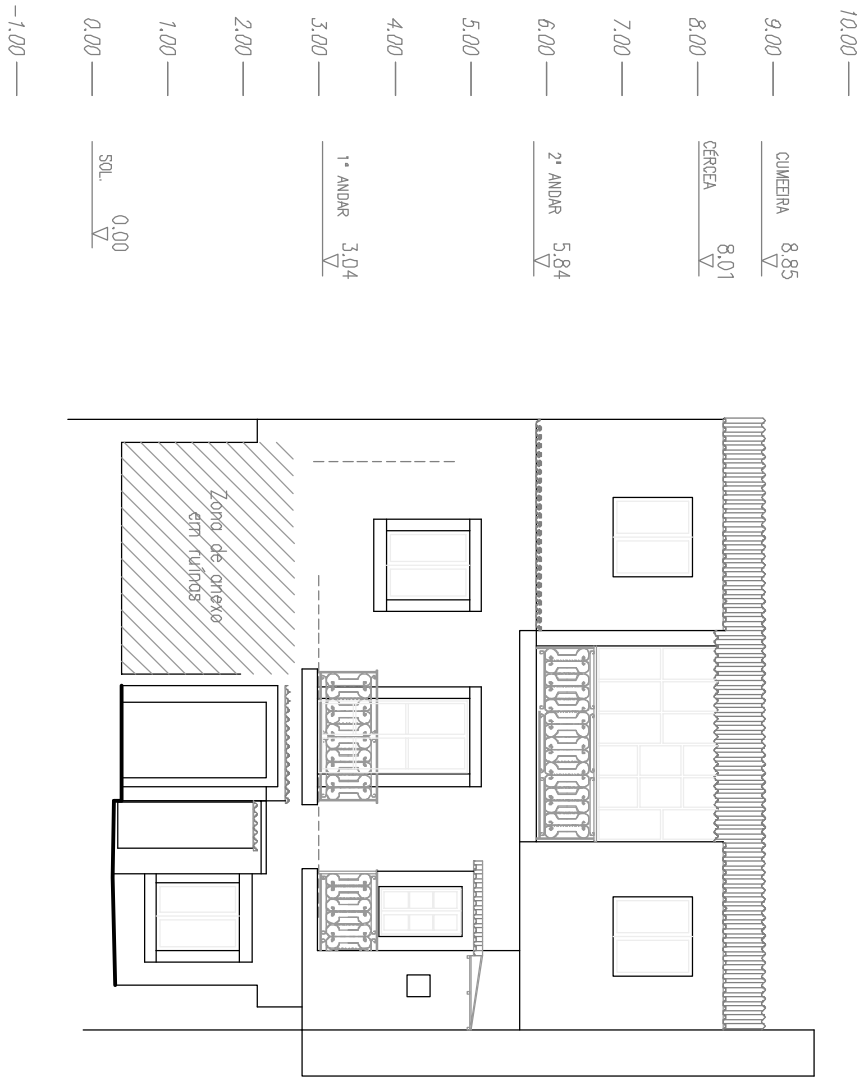 10.00
9.00
8.00
7.00
6.00
5.00
4.00
3.00
2.00
1.00
0.00
-1.00
CUMEEIRA 8.85
CÉRCEA 8.01
2º ANDAR 5.84
1º ANDAR 3.04
SOL. 0.00
Zona de anexo
em ruínas